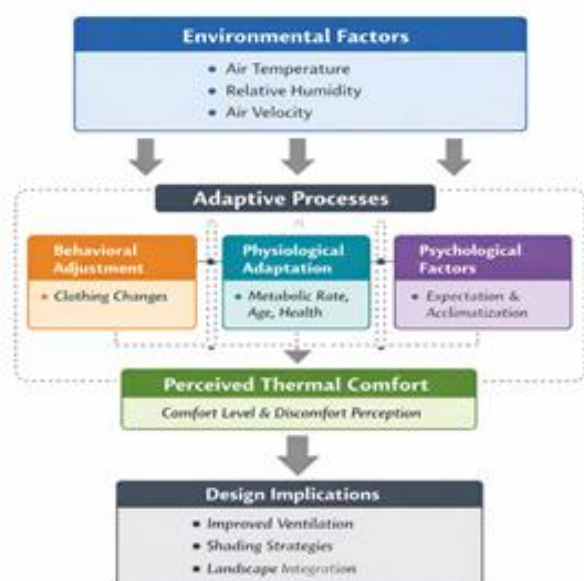 Environmental Factors
• Air Temperature
• Relative Humidity
• Air Velocity
Adaptive Processes
Behavioral
Adjustment
• Clothing Changes
Physiological
Adaptation
• Metabolic Rate,
Age, Health
Psychological
Factors
• Expectation &
Acclimutization
Perceived Thermal Comfort
Comfort Level & Discomfort Perception
Design Implications
• Improved Ventilation
• Shading Strategies
• Landscape Integration